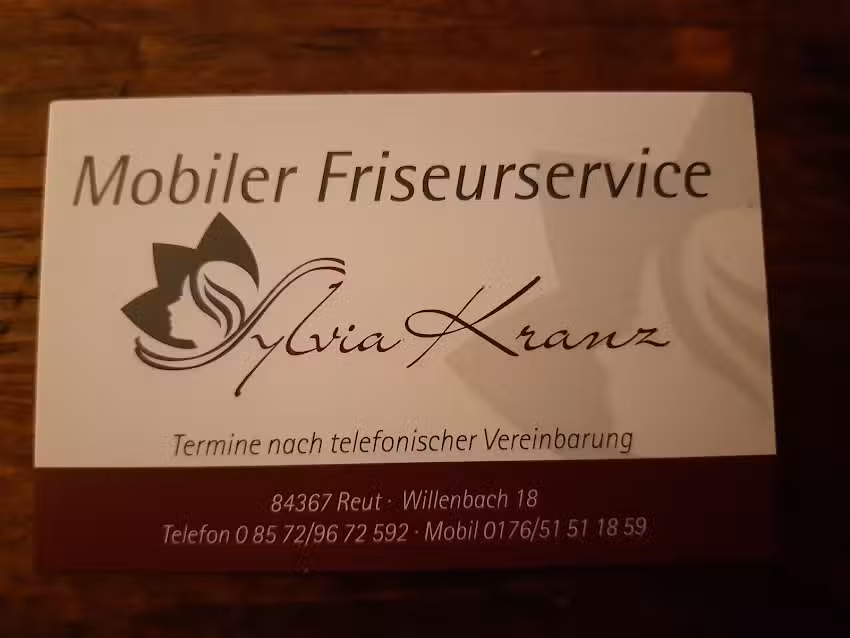 Mobiler Friseurservice
Sylvia Kranz
Termine nach telefonischer Vereinbarung
84367 Reut · Willenbach 18
Telefon 0 85 72/96 72 592 · Mobil 0176/51 51 18 59